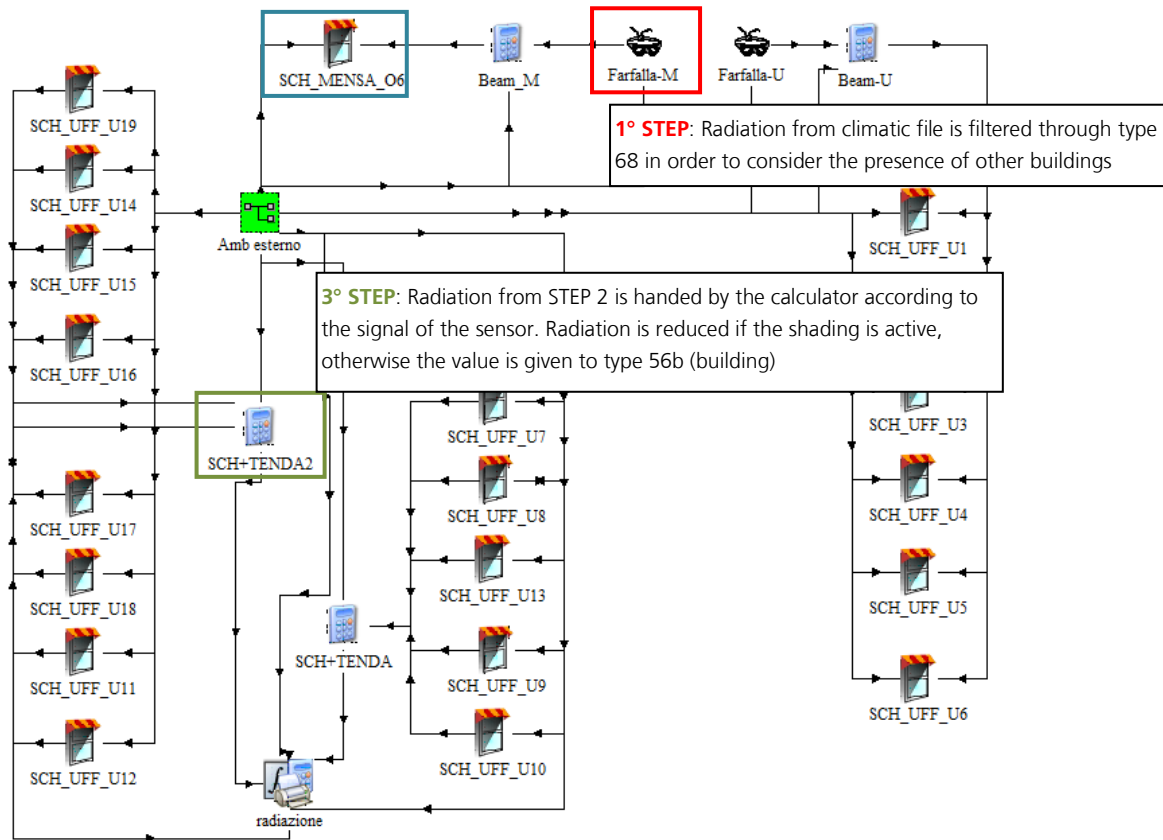 SCH_MENSA_O6
Beam_M
Farfalla-M
Farfalla-U
Beam-U
1° STEP: Radiation from climatic file is filtered through type
68 in order to consider the presence of other buildings
SCH_UFF_U19
SCH_UFF_U14
Amb esterno
SCH_UFF_U1
SCH_UFF_U15
3° STEP: Radiation from STEP 2 is handed by the calculator according to
the signal of the sensor. Radiation is reduced if the shading is active,
otherwise the value is given to type 56b (building)
SCH_UFF_U16
SCH_UFF_U7
SCH_UFF_U3
SCH+TENDA2
SCH_UFF_U17
SCH_UFF_U8
SCH_UFF_U4
SCH_UFF_U18
SCH_UFF_U13
SCH_UFF_U5
SCH+TENDA
SCH_UFF_U11
SCH_UFF_U9
SCH_UFF_U6
SCH_UFF_U12
SCH_UFF_U10
radiazione